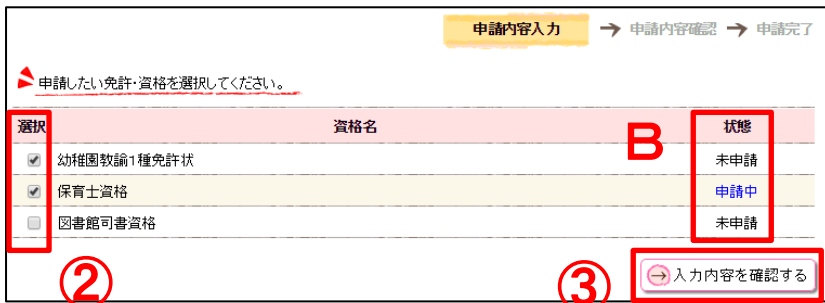 申請内容入力 → 申請内容確認 → 申請完了
申請したい免許・資格を選択してください。
選択 資格名 B 状態
幼稚園教諭1種免許状 未申請
保育士資格 申請中
図書館司書資格 未申請
② ③ 入力内容を確認する